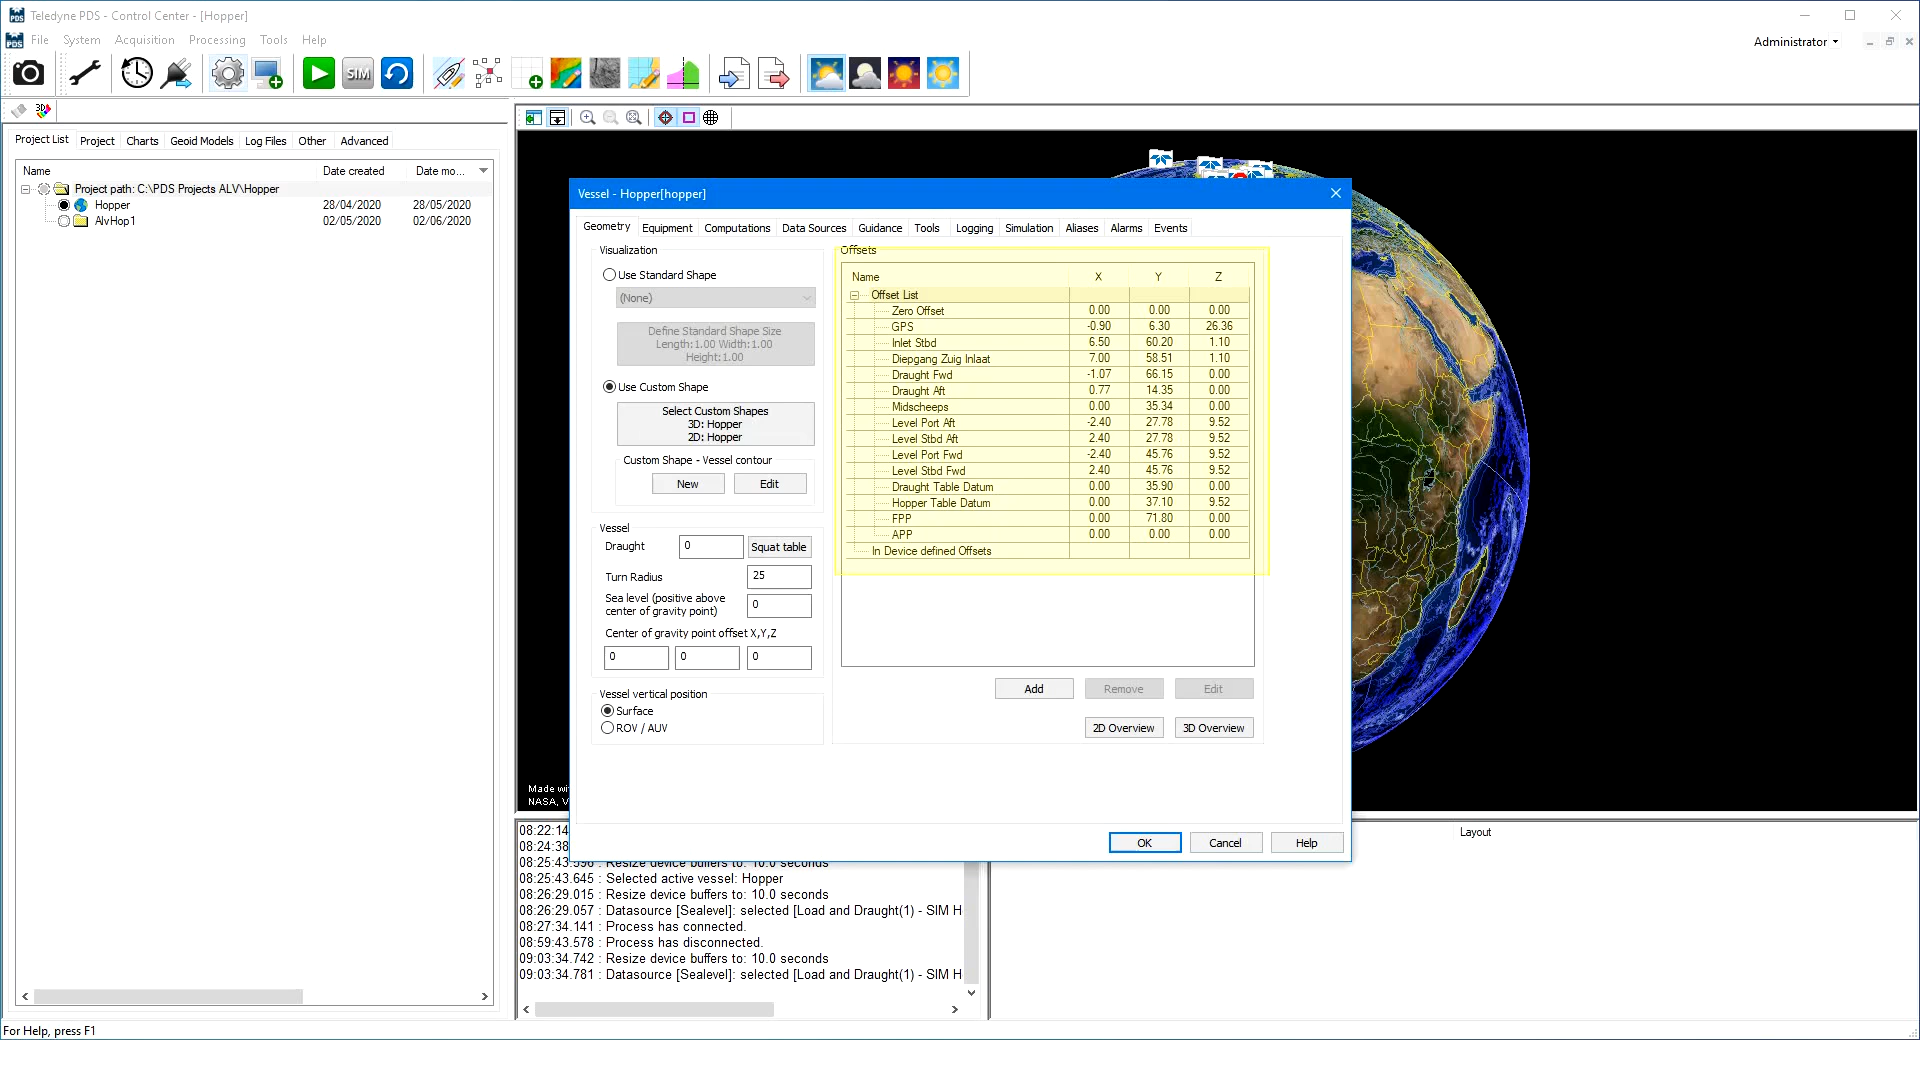 Teledyne PDS - Control Center - [Hopper]
File System Acquisition Processing Tools Help
Administrator
SIM
3D
Project List Project Charts Geoid Models Log Files Other Advanced
Name Date created Date mo...
Project path: C:\PDS Projects ALV\Hopper
Hopper 28/04/2020 28/05/2020
AlvHop1 02/05/2020 02/06/2020
Vessel - Hopper[hopper]
Geometry Equipment Computations Data Sources Guidance Tools Logging Simulation Aliases Alarms Events
Visualization
Use Standard Shape
(None)
Define Standard Shape Size
Length:1.00 Width:1.00
Height:1.00
Use Custom Shape
Select Custom Shapes
3D: Hopper
2D: Hopper
Custom Shape - Vessel contour
New Edit
Vessel
Draught 0 Squat table
Turn Radius 25
Sea level (positive above
center of gravity point) 0
Center of gravity point offset X,Y,Z
0 0 0
Vessel vertical position
Surface
ROV / AUV
Offsets
Name X Y Z
Offset List
Zero Offset 0.00 0.00 0.00
GPS -0.90 6.30 26.36
Inlet Stbd 6.50 60.20 1.10
Diepgang Zuig Inlaat 7.00 58.51 1.10
Draught Fwd -1.07 66.15 0.00
Draught Aft 0.77 14.35 0.00
Midscheeps 0.00 35.34 0.00
Level Port Aft -2.40 27.78 9.52
Level Stbd Aft 2.40 27.78 9.52
Level Port Fwd -2.40 45.76 9.52
Level Stbd Fwd 2.40 45.76 9.52
Draught Table Datum 0.00 35.90 0.00
Hopper Table Datum 0.00 37.10 9.52
FPP 0.00 71.80 0.00
APP 0.00 0.00 0.00
In Device defined Offsets
Add Remove Edit
2D Overview 3D Overview
OK Cancel Help
Made wi
NASA, V
08:22:14
08:24:38
08:25:43.596 : Resize device buffers to: 10.0 seconds
08:25:43.645 : Selected active vessel: Hopper
08:26:29.015 : Resize device buffers to: 10.0 seconds
08:26:29.057 : Datasource [Sealevel]: selected [Load and Draught(1) - SIM H
08:27:34.141 : Process has connected.
08:59:43.578 : Process has disconnected.
09:03:34.742 : Resize device buffers to: 10.0 seconds
09:03:34.781 : Datasource [Sealevel]: selected [Load and Draught(1) - SIM H
Layout
For Help, press F1